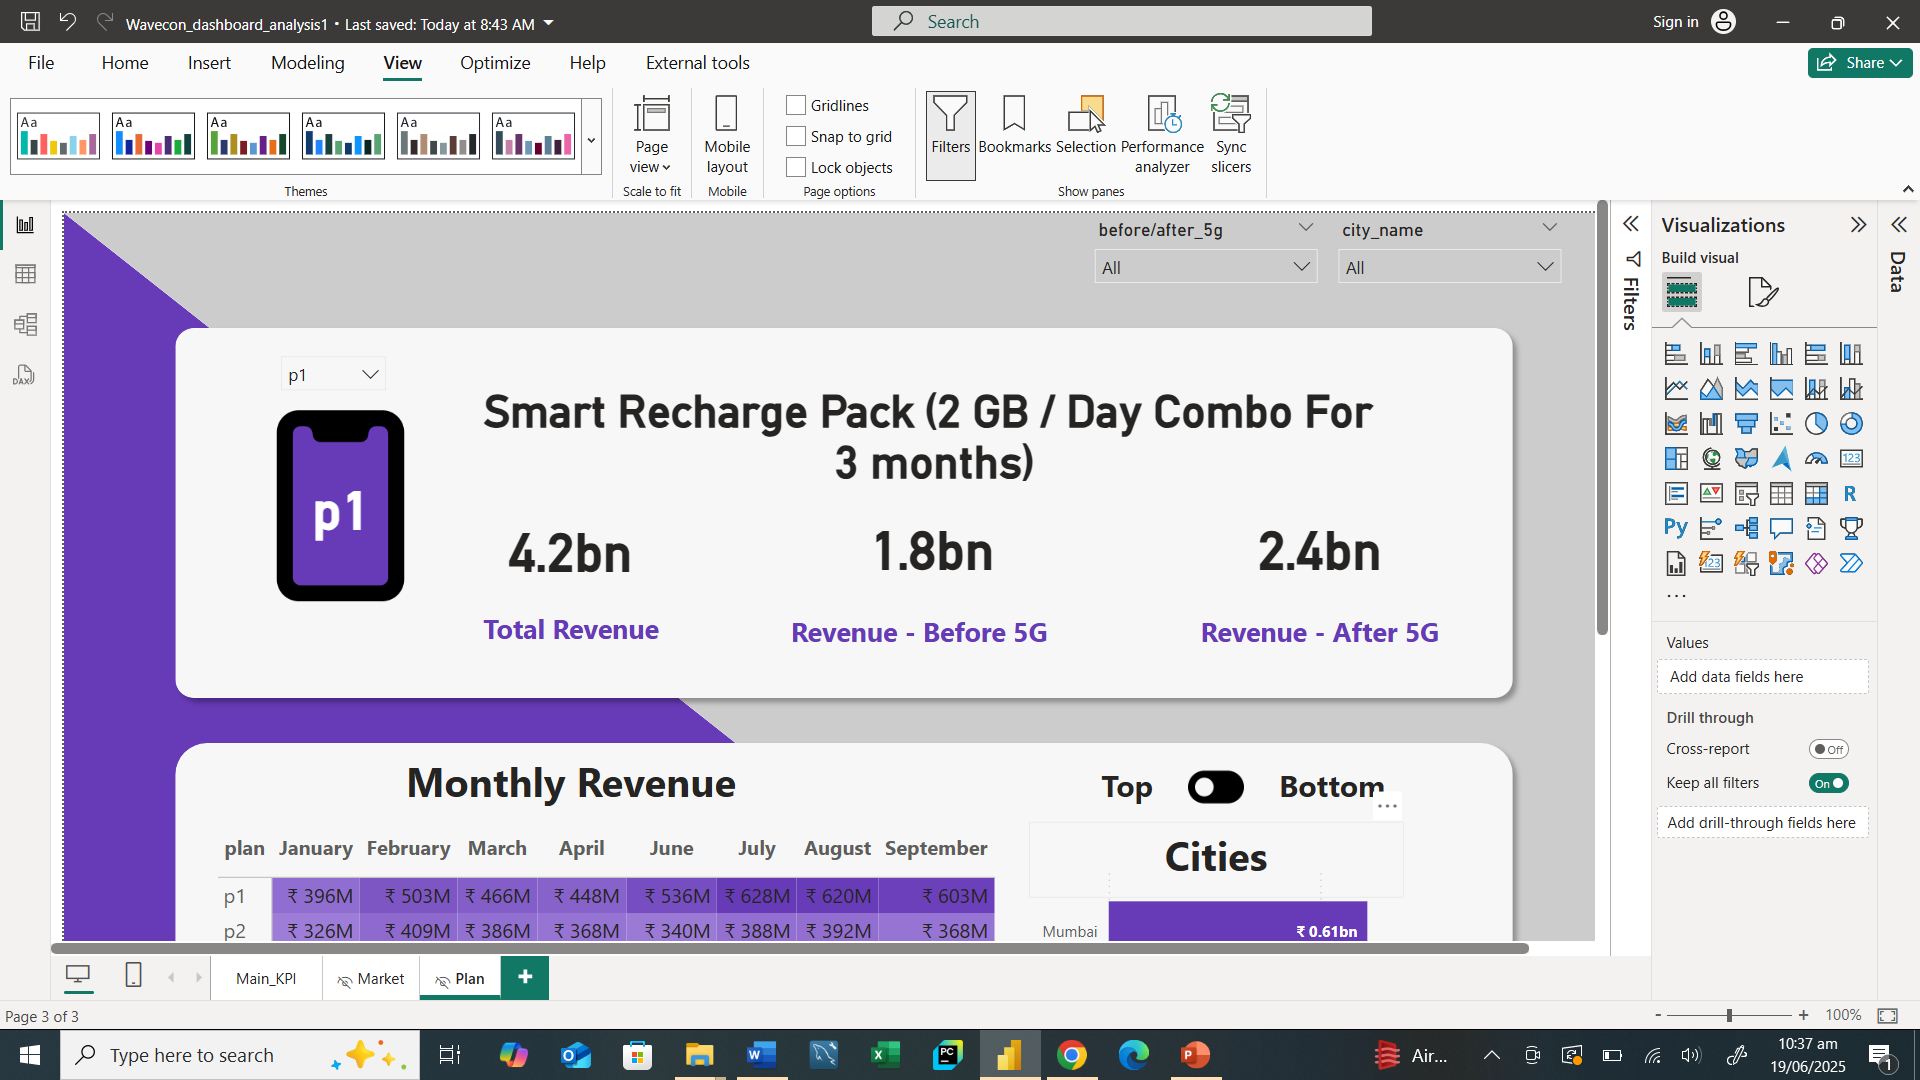 Wavecon_dashboard_analysis1 • Last saved: Today at 8:43 AM
Search
Sign in
File
Home
Insert
Modeling
View
Optimize
Help
External tools
Share
Aa Aa Aa Aa Aa Aa
Themes
Page view
Scale to fit
Mobile layout
Mobile
Gridlines
Snap to grid
Lock objects
Page options
Filters
Bookmarks
Selection
Performance analyzer
Sync slicers
Show panes
before/after_5g
All
city_name
All
p1
p1
Smart Recharge Pack (2 GB / Day Combo For
3 months)
4.2bn
1.8bn
2.4bn
Total Revenue
Revenue - Before 5G
Revenue - After 5G
Monthly Revenue
plan January February March April June July August September
p1 ₹ 396M ₹ 503M ₹ 466M ₹ 448M ₹ 536M ₹ 628M ₹ 620M ₹ 603M
p2 ₹ 326M ₹ 409M ₹ 386M ₹ 368M ₹ 340M ₹ 388M ₹ 392M ₹ 368M
Top
Bottom
Cities
Mumbai ₹ 0.61bn
Filters
Visualizations
Build visual
123
R
Py
123
Values
Add data fields here
Drill through
Cross-report
Off
Keep all filters
On
Add drill-through fields here
Data
Main_KPI
Market
Plan
Page 3 of 3
- + 100%
Type here to search
PC
Air...
10:37 am
19/06/2025
1